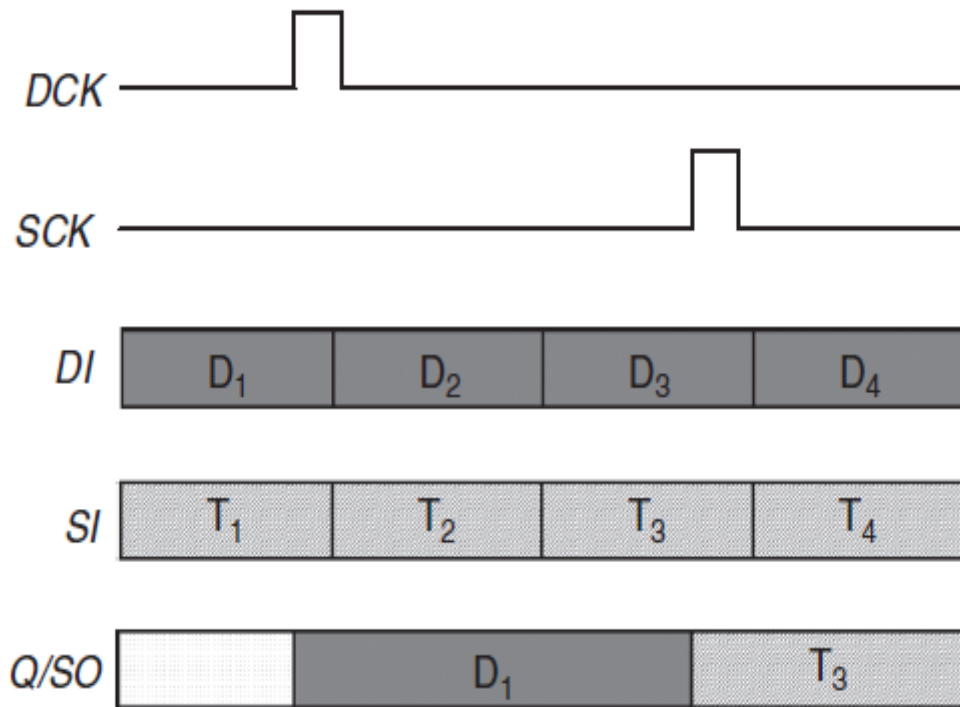 DCK
SCK
DI D₁ D₂ D₃ D₄
SI T₁ T₂ T₃ T₄
Q/SO D₁ T₃